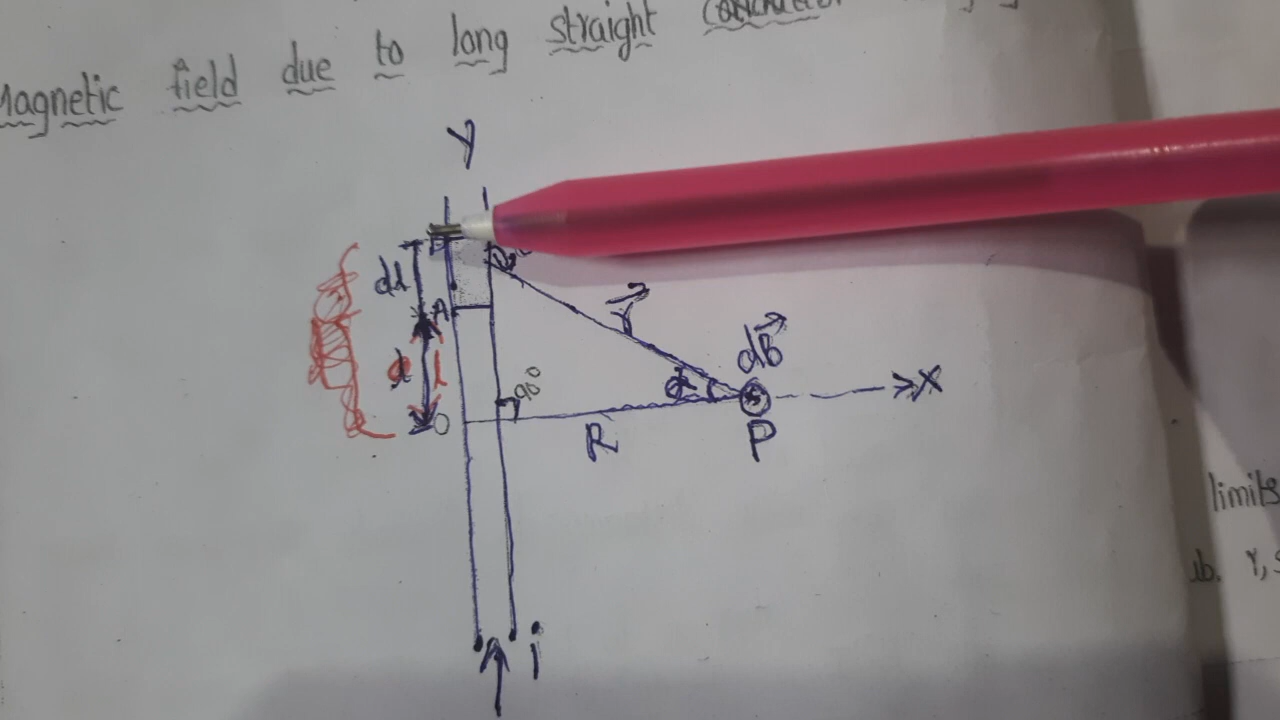 Magnetic field due to long straight
Y
dl
A
l
O
90°
r
dB
R
P
X
i
limits